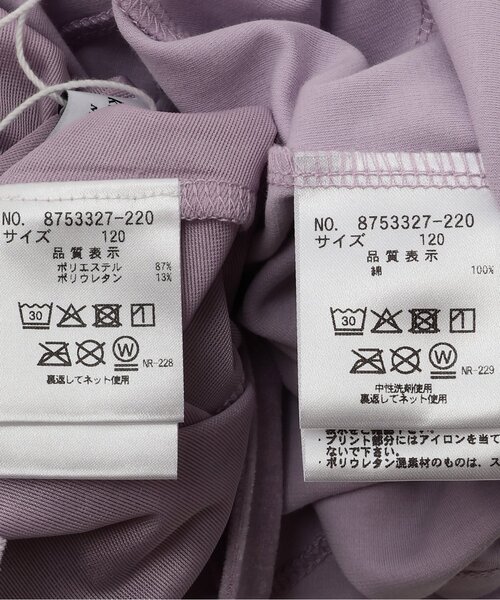 NO. 8753327-220
サイズ 120
品質表示
ポリエステル 87%
ポリウレタン 13%
30
W
NR-228
裏返してネット使用
NO. 8753327-220
サイズ 120
品質表示
綿 100%
30
W
NR-229
中性洗剤使用
裏返してネット使用
・プリント部分にはアイロンを当て
ないで下さい。
・ポリウレタン混素材のものは、ス